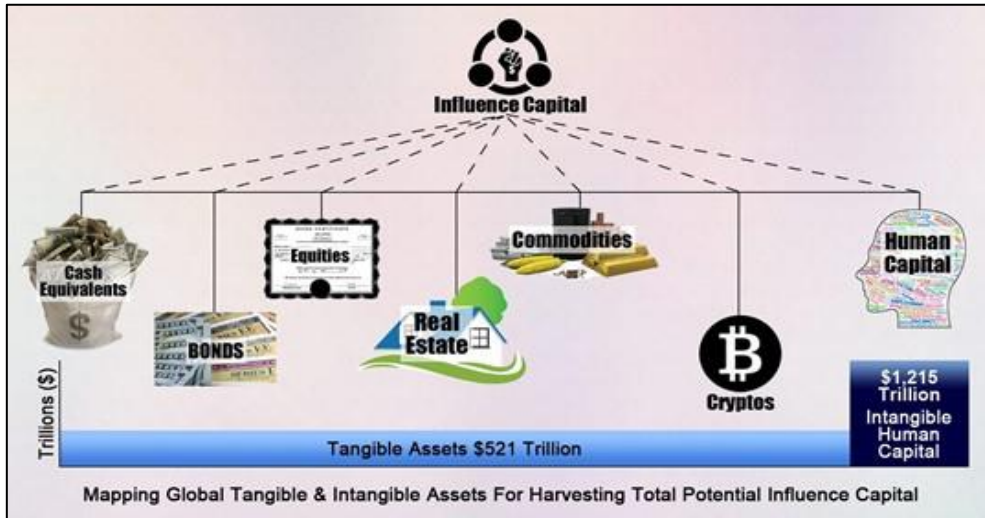 Influence Capital
Cash
Equivalents
$
BONDS
Equities
Real
Estate
Commodities
Cryptos
Human
Capital
Trillions ($)
Tangible Assets $521 Trillion
$1,215
Trillion
Intangible
Human
Capital
Mapping Global Tangible & Intangible Assets For Harvesting Total Potential Influence Capital